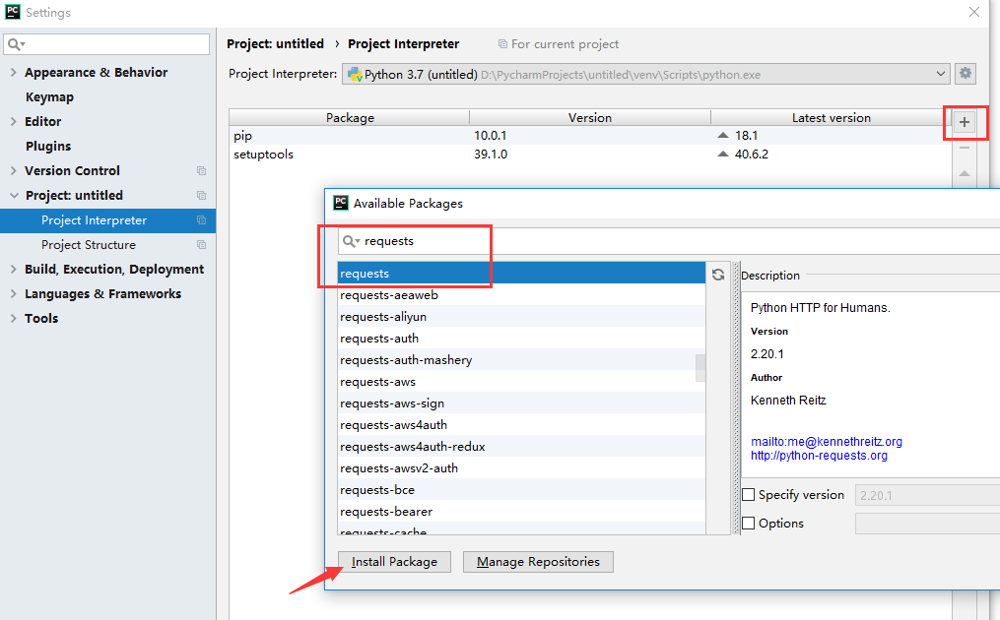 PC Settings
Appearance & Behavior
Keymap
Editor
Plugins
Version Control
Project: untitled
Project Interpreter
Project Structure
Build, Execution, Deployment
Languages & Frameworks
Tools
Project: untitled › Project Interpreter For current project
Project Interpreter: Python 3.7 (untitled) D:\PycharmProjects\untitled\venv\Scripts\python.exe
Package Version Latest version
pip 10.0.1 18.1
setuptools 39.1.0 40.6.2
PC Available Packages
requests
requests
requests-aeaweb
requests-aliyun
requests-auth
requests-auth-mashery
requests-aws
requests-aws-sign
requests-aws4auth
requests-aws4auth-redux
requests-awsv2-auth
requests-bce
requests-bearer
requests-cache
Description
Python HTTP for Humans.
Version
2.20.1
Author
Kenneth Reitz
mailto:me@kennethreitz.org
http://python-requests.org
Specify version 2.20.1
Options
Install Package Manage Repositories